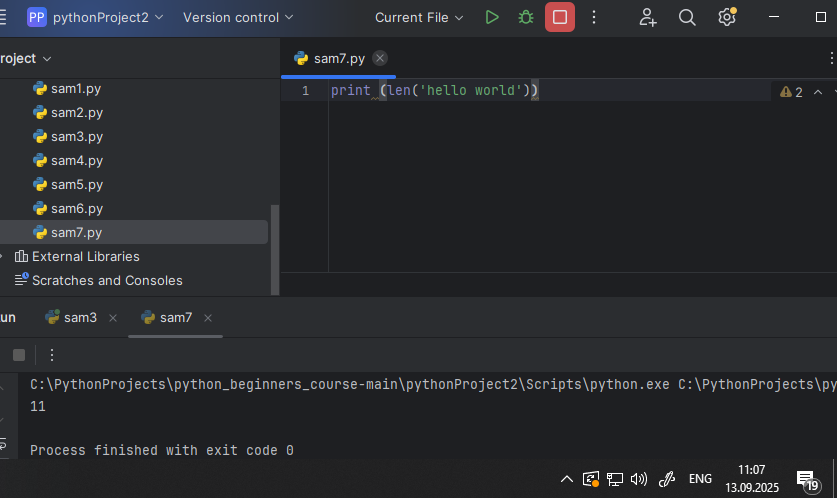 PP pythonProject2 Version control Current File
roject
sam7.py
sam1.py
sam2.py
sam3.py
sam4.py
sam5.py
sam6.py
sam7.py
External Libraries
Scratches and Consoles
1 print (len('hello world'))
2
un sam3 sam7
C:\PythonProjects\python_beginners_course-main\pythonProject2\Scripts\python.exe C:\PythonProjects\py
11
Process finished with exit code 0
ENG
11:07
13.09.2025
19